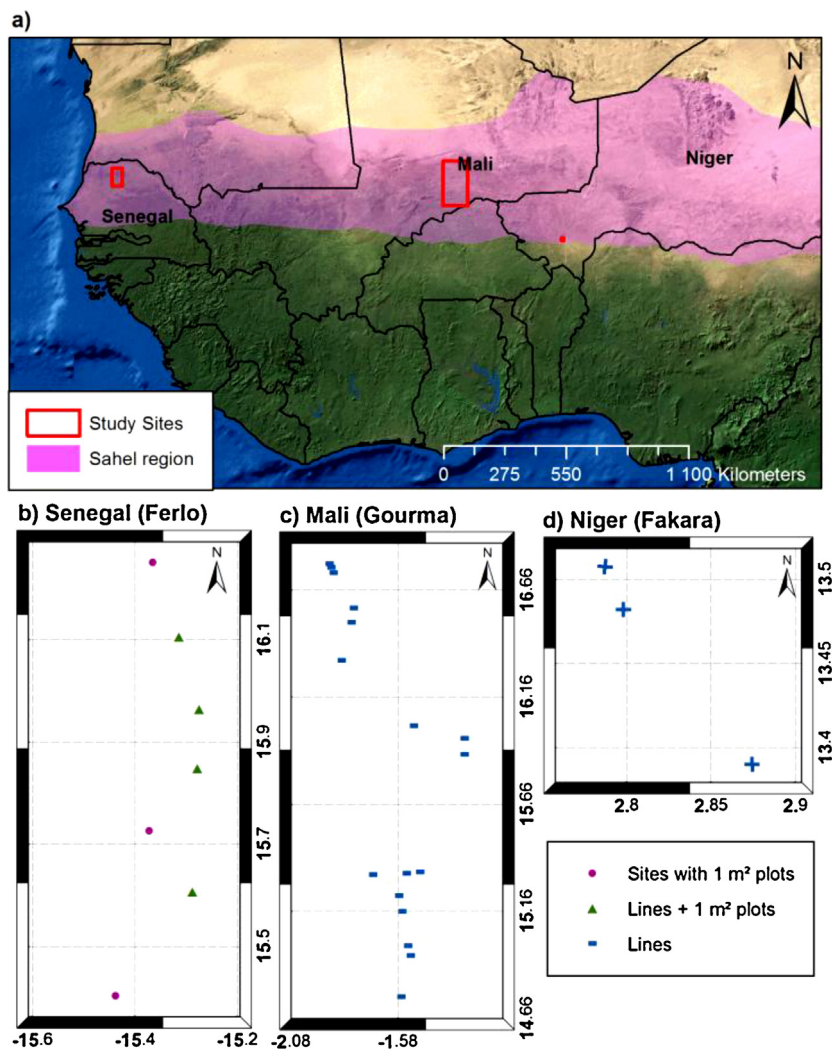 a)
N
Mali
Niger
Senegal
Study Sites
Sahel region
0 275 550 1 100 Kilometers
b) Senegal (Ferlo)
c) Mali (Gourma)
d) Niger (Fakara)
N
N
N
16.1
15.9
15.7
15.5
-15.6 -15.4 -15.2
16.66
16.16
15.66
15.16
14.66
-2.08 -1.58
13.5
13.45
13.4
2.8 2.85 2.9
Sites with 1 m² plots
Lines + 1 m² plots
Lines